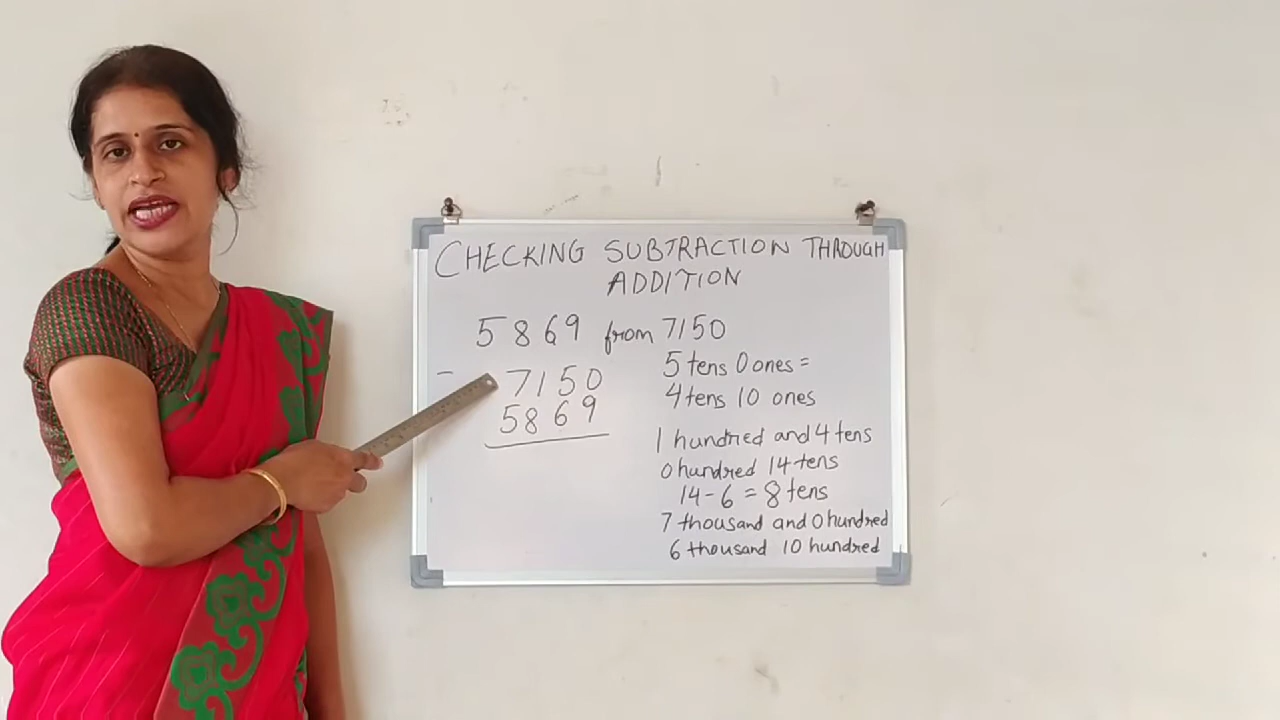 CHECKING SUBTRACTION THROUGH
ADDITION
5869 from 7150
- 7150
5869
5 tens 0 ones =
4 tens 10 ones
1 hundred and 4 tens
0 hundred 14 tens
14 - 6 = 8 tens
7 thousand and 0 hundred
6 thousand 10 hundred